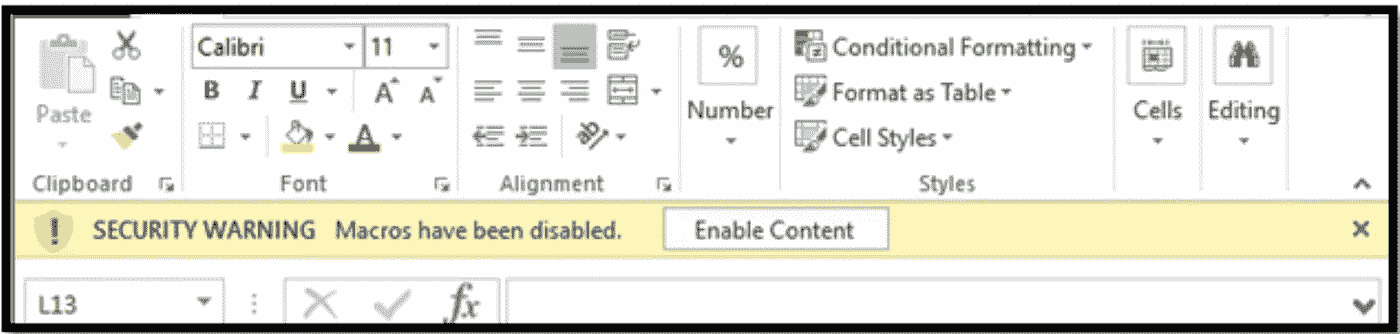 Calibri 11
Conditional Formatting
B I U A A % Format as Table
Paste Number Cells Editing
A ab Cell Styles
Clipboard Font Alignment Styles
! SECURITY WARNING Macros have been disabled. Enable Content
L13 fx